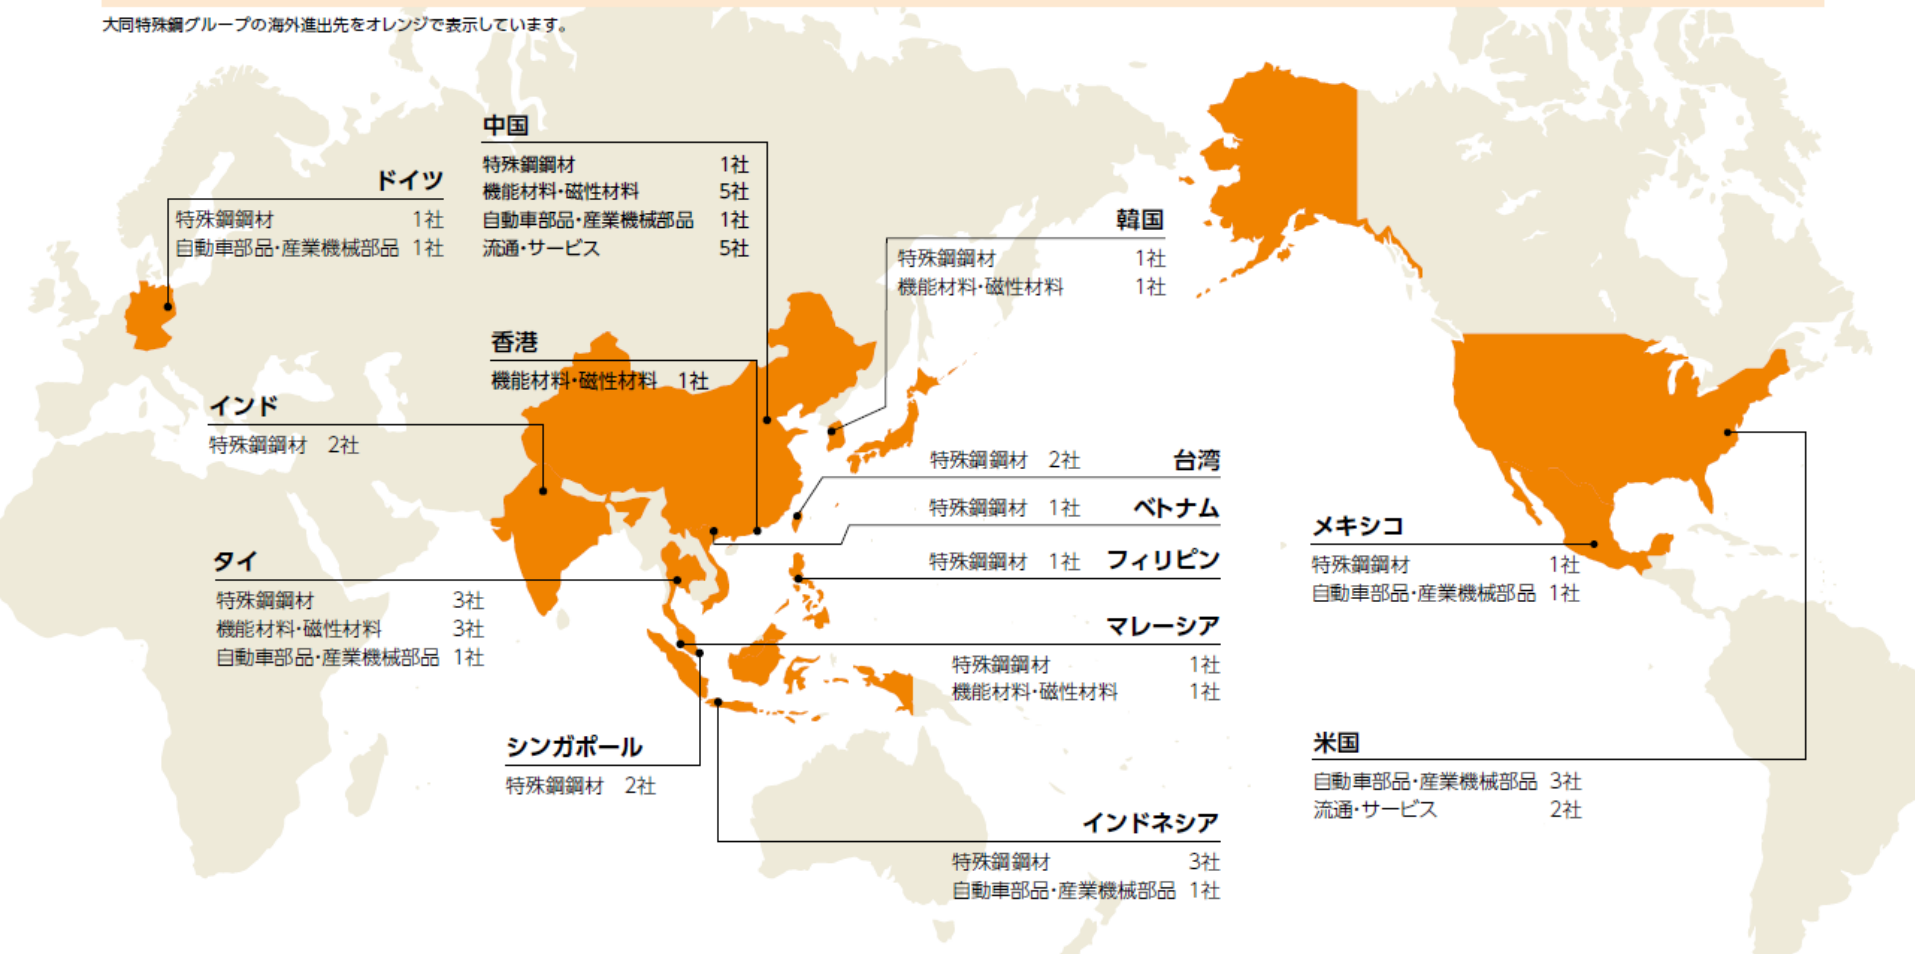 大同特殊鋼グループの海外進出先をオレンジで表示しています。
中国
特殊鋼鋼材 1社
機能材料・磁性材料 5社
自動車部品・産業機械部品 1社
流通・サービス 5社
ドイツ
特殊鋼鋼材 1社
自動車部品・産業機械部品 1社
韓国
特殊鋼鋼材 1社
機能材料・磁性材料 1社
香港
機能材料・磁性材料 1社
インド
特殊鋼鋼材 2社
特殊鋼鋼材 2社 台湾
特殊鋼鋼材 1社 ベトナム
特殊鋼鋼材 1社 フィリピン
メキシコ
特殊鋼鋼材 1社
自動車部品・産業機械部品 1社
タイ
特殊鋼鋼材 3社
機能材料・磁性材料 3社
自動車部品・産業機械部品 1社
マレーシア
特殊鋼鋼材 1社
機能材料・磁性材料 1社
シンガポール
特殊鋼鋼材 2社
米国
自動車部品・産業機械部品 3社
流通・サービス 2社
インドネシア
特殊鋼鋼材 3社
自動車部品・産業機械部品 1社